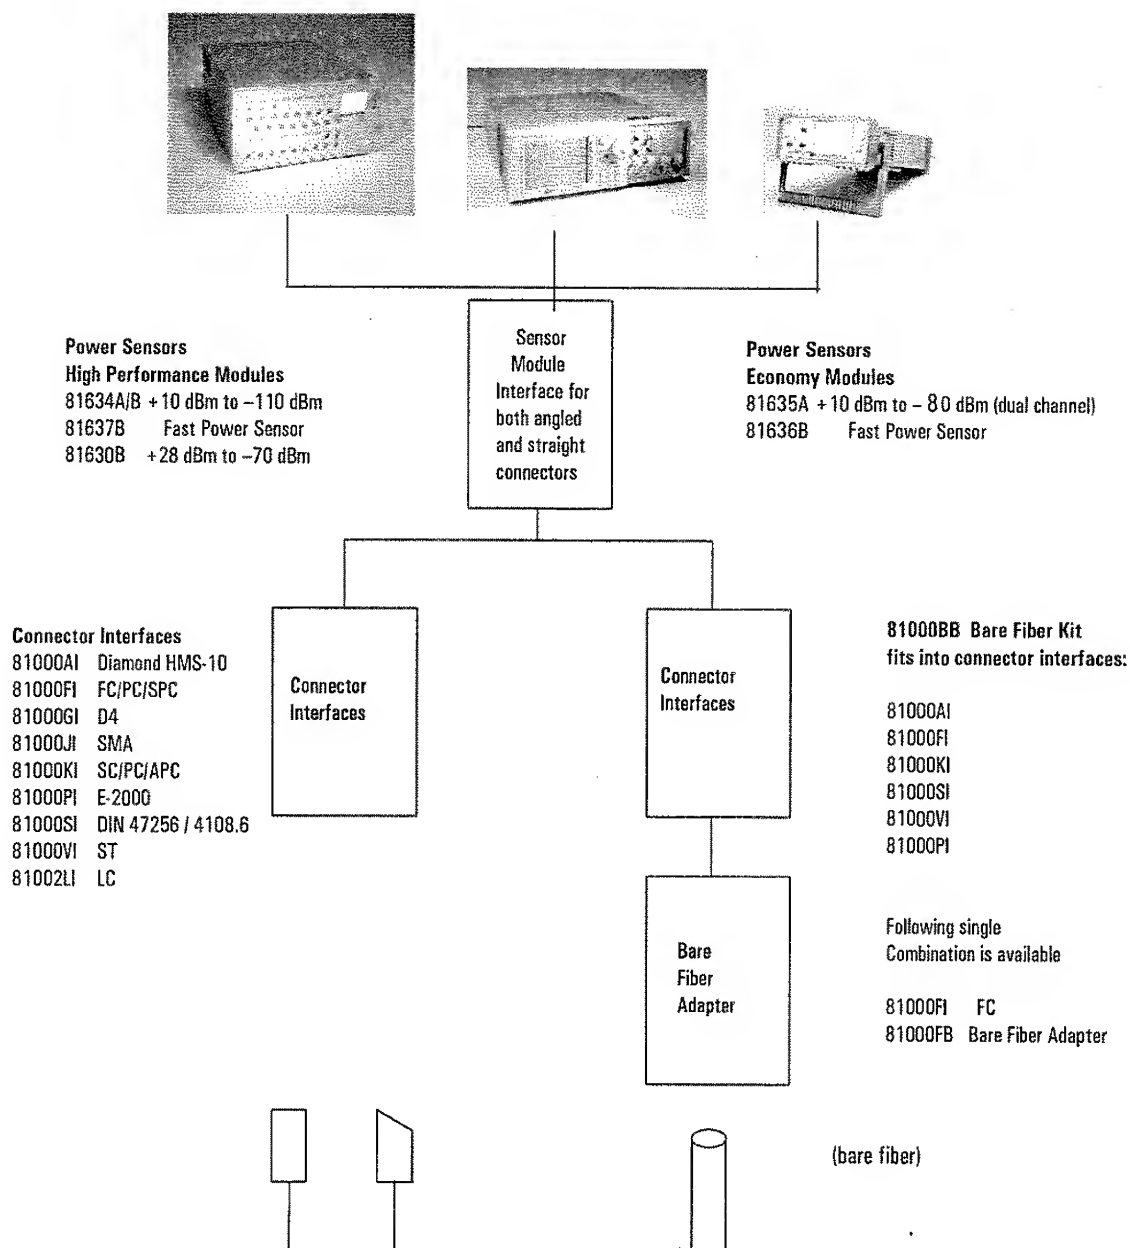 Power Sensors
High Performance Modules
81634A/B +10 dBm to –110 dBm
81637B Fast Power Sensor
81630B +28 dBm to –70 dBm
Sensor
Module
Interface for
both angled
and straight
connectors
Power Sensors
Economy Modules
81635A +10 dBm to – 80 dBm (dual channel)
81636B Fast Power Sensor
Connector Interfaces
81000AI Diamond HMS-10
81000FI FC/PC/SPC
81000GI D4
81000JI SMA
81000KI SC/PC/APC
81000PI E-2000
81000SI DIN 47256 / 4108.6
81000VI ST
81002LI LC
Connector
Interfaces
Connector
Interfaces
81000BB Bare Fiber Kit
fits into connector interfaces:
81000AI
81000FI
81000KI
81000SI
81000VI
81000PI
Bare
Fiber
Adapter
Following single
Combination is available
81000FI FC
81000FB Bare Fiber Adapter
(bare fiber)